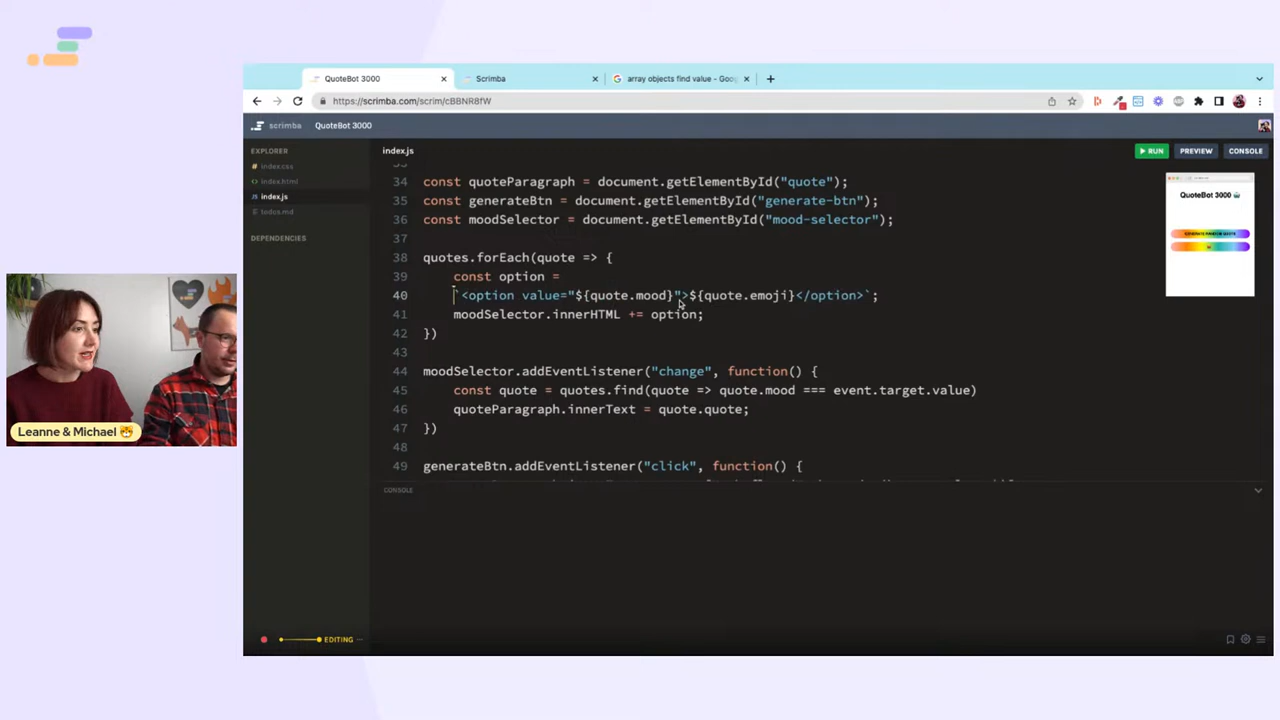 QuoteBot 3000
Scrimba
array objects find value - Goo
https://scrimba.com/scrim/cBBNR8fW
scrimba
QuoteBot 3000
EXPLORER
index.css
index.html
index.js
todos.md
DEPENDENCIES
index.js
RUN
PREVIEW
CONSOLE
34 const quoteParagraph = document.getElementById("quote");
35 const generateBtn = document.getElementById("generate-btn");
36 const moodSelector = document.getElementById("mood-selector");
37
38 quotes.forEach(quote => {
39 const option =
40 `<option value="${quote.mood}">${quote.emoji}</option>`;
41 moodSelector.innerHTML += option;
42 })
43
44 moodSelector.addEventListener("change", function() {
45 const quote = quotes.find(quote => quote.mood === event.target.value)
46 quoteParagraph.innerText = quote.quote;
47 })
48
49 generateBtn.addEventListener("click", function() {
QuoteBot 3000
GENERATE RANDOM QUOTE
CONSOLE
EDITING
Leanne & Michael